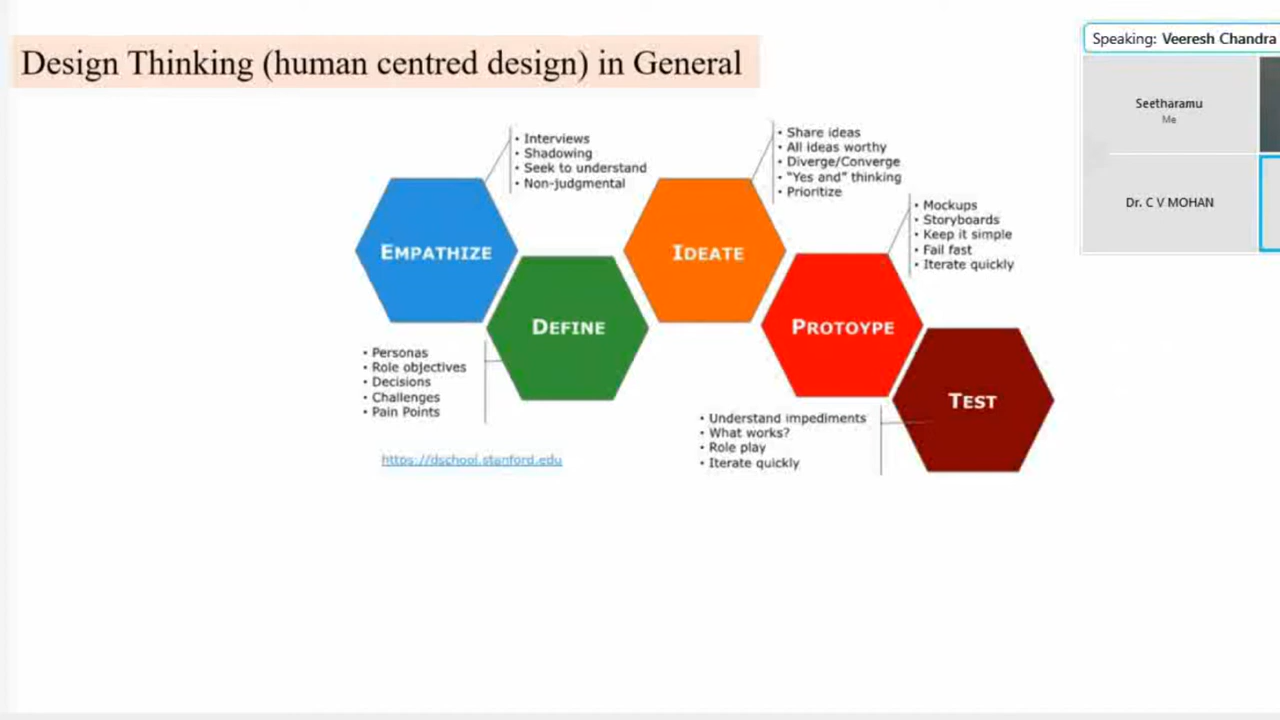 Design Thinking (human centred design) in General
Speaking: Veeresh Chandra
Seetharamu
Me
Dr. C V MOHAN
• Interviews
• Shadowing
• Seek to understand
• Non-judgmental
EMPATHIZE
DEFINE
• Personas
• Role objectives
• Decisions
• Challenges
• Pain Points
• Share ideas
• All ideas worthy
• Diverge/Converge
• "Yes and" thinking
• Prioritize
IDEATE
• Mockups
• Storyboards
• Keep it simple
• Fail fast
• Iterate quickly
PROTOYPE
TEST
• Understand impediments
• What works?
• Role play
• Iterate quickly
https://dschool.stanford.edu